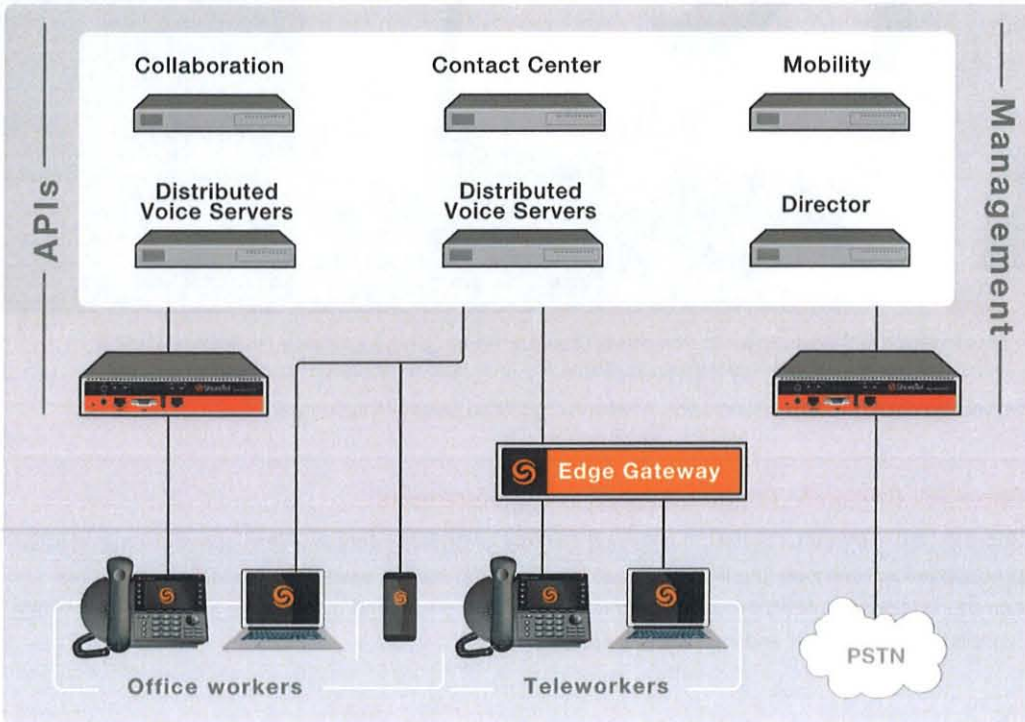 APIs
Management
Collaboration
Contact Center
Mobility
Distributed
Voice Servers
Distributed
Voice Servers
Director
Edge Gateway
Office workers
Teleworkers
PSTN